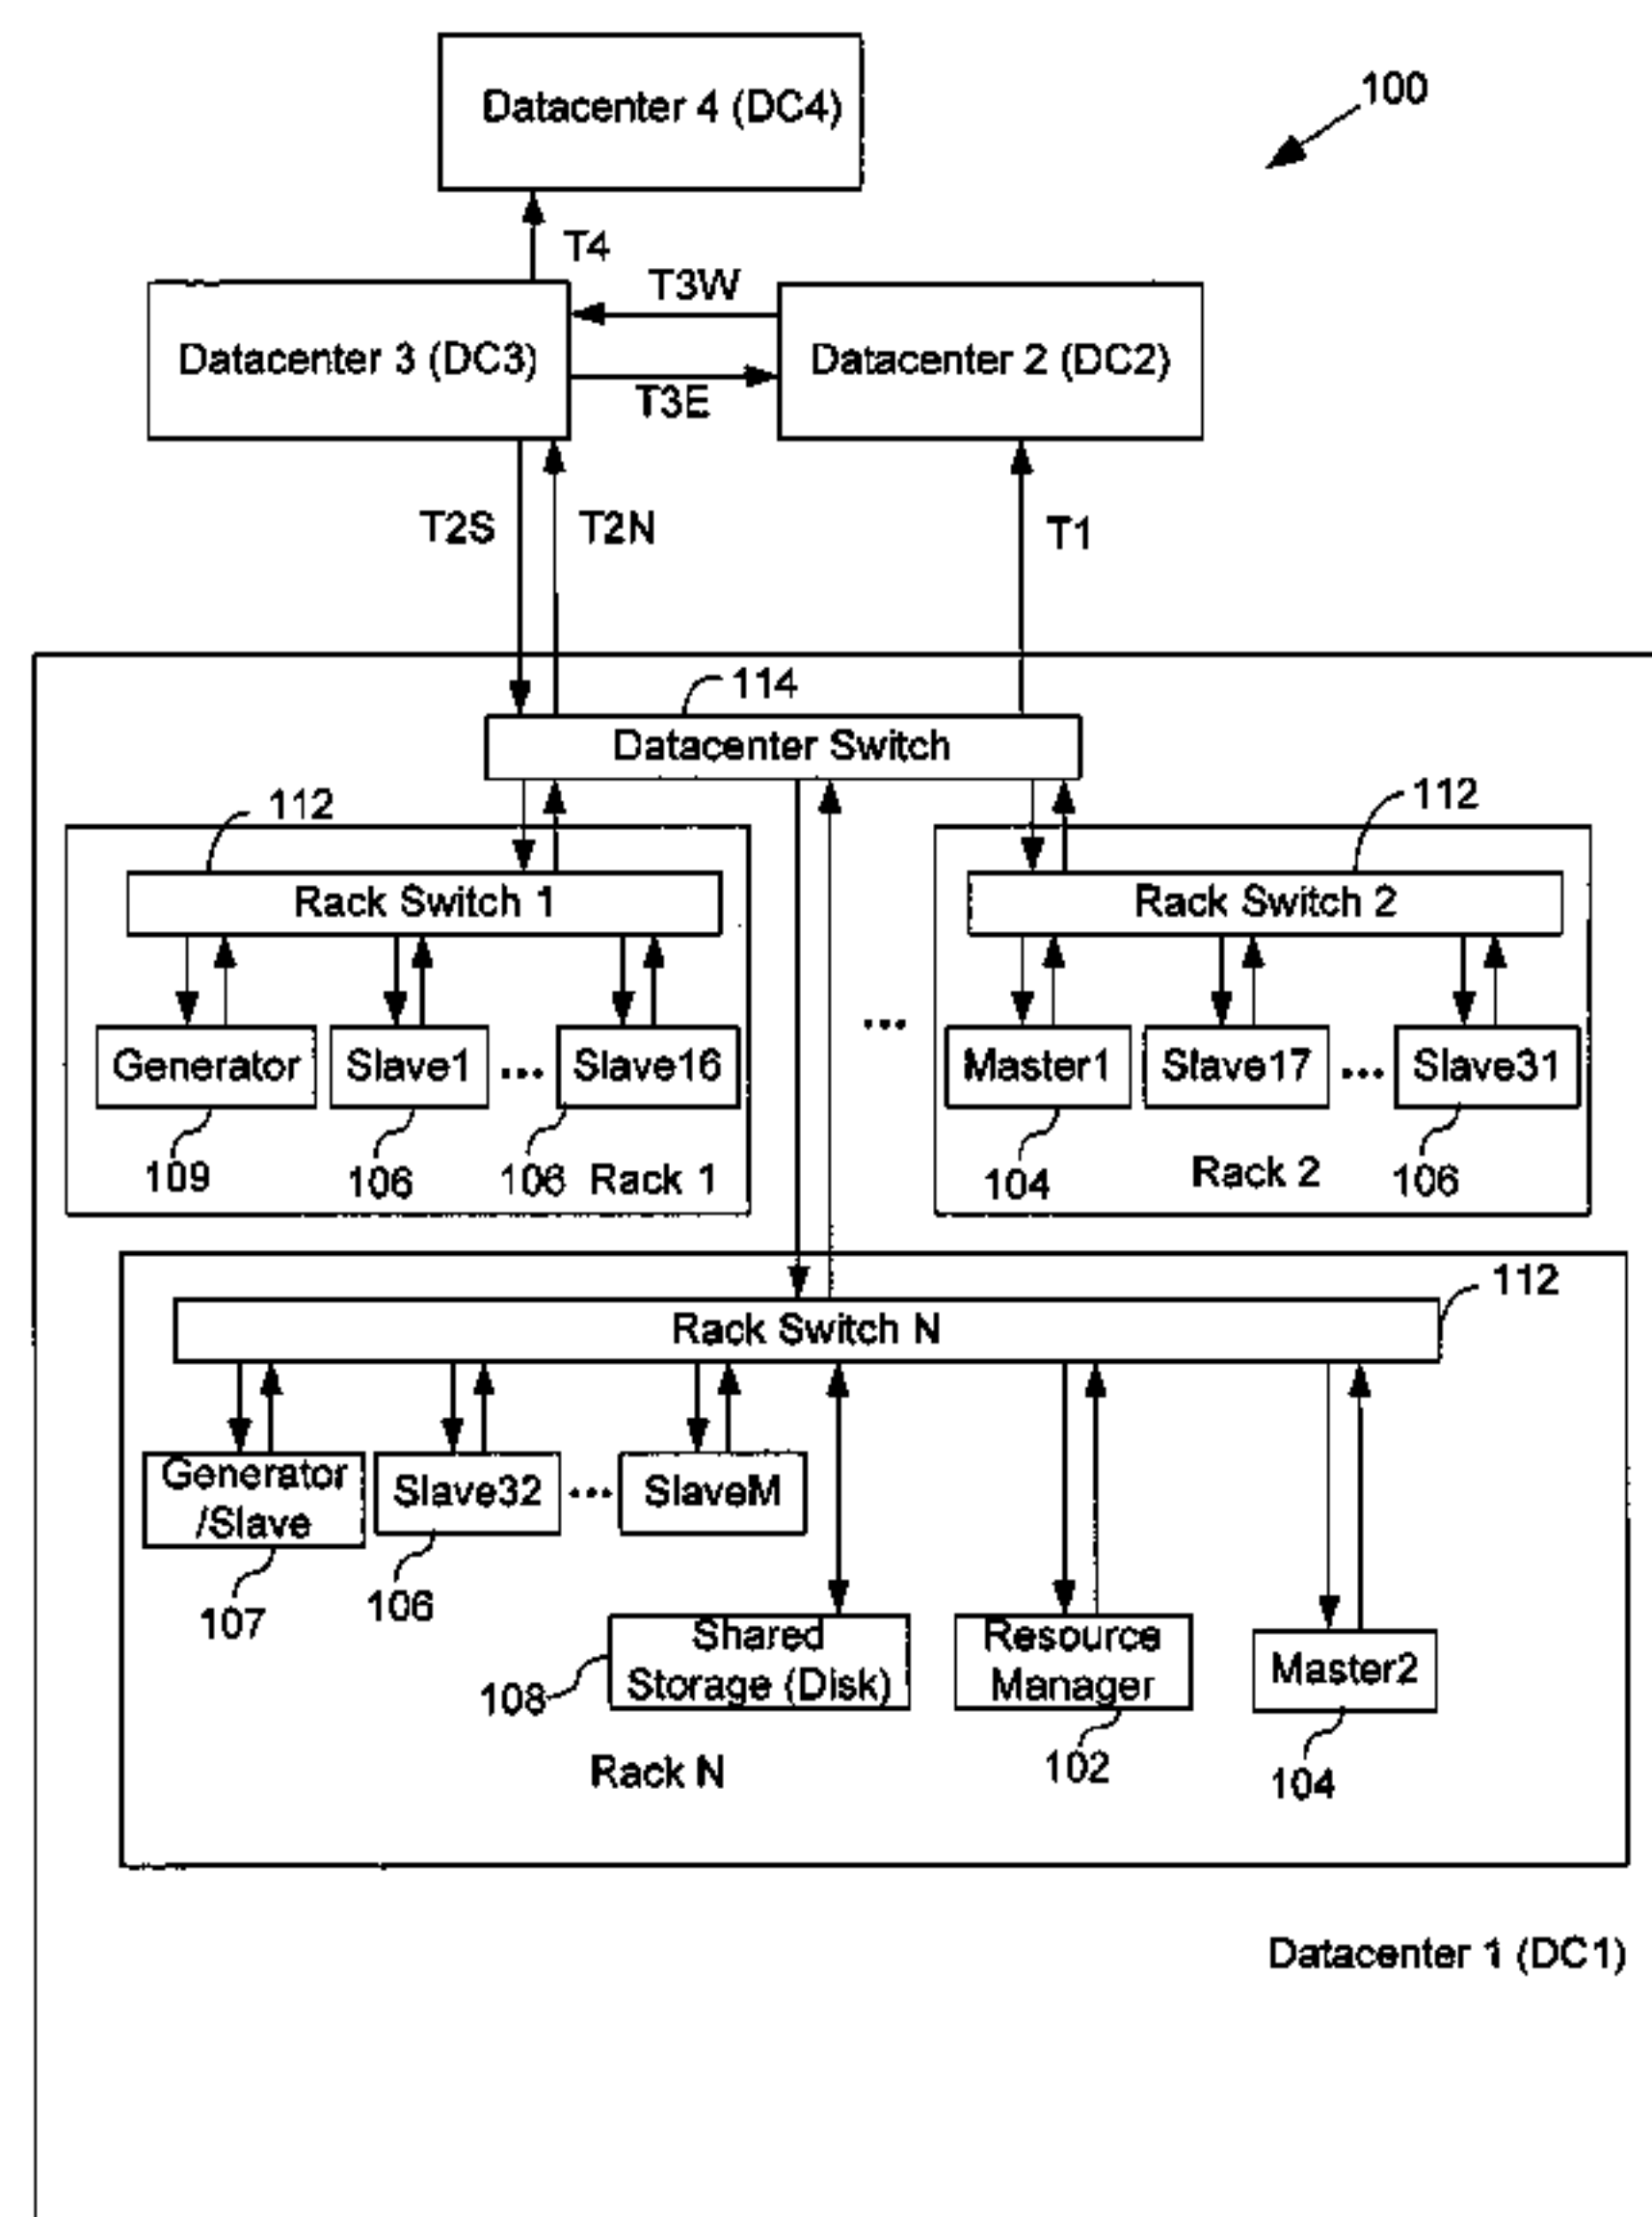 Datacenter 4 (DC4)
100
T4
T3W
Datacenter 3 (DC3)
Datacenter 2 (DC2)
T3E
T2S
T2N
T1
114
Datacenter Switch
112
112
Rack Switch 1
Rack Switch 2
Generator
Slave1
...
Slave16
...
Master1
Slave17
...
Slave31
109
106
106
Rack 1
104
Rack 2
106
112
Rack Switch N
Generator
/Slave
Slave32
...
SlaveM
107
106
Shared
Storage (Disk)
Resource
Manager
Master2
108
102
104
Rack N
Datacenter 1 (DC1)